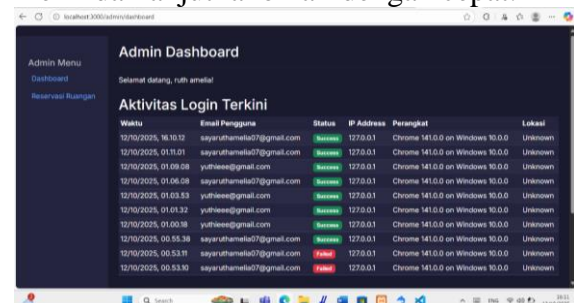 localhost:3000/admin/dashboard
Admin Menu
Dashboard
Reservasi Ruangan
Admin Dashboard
Selamat datang, ruth amelia!
Aktivitas Login Terkini
Waktu Email Pengguna Status IP Address Perangkat Lokasi
12/10/2025, 16.10.12 sayaruthamelia07@gmail.com Success 127.0.0.1 Chrome 141.0.0 on Windows 10.0.0 Unknown
12/10/2025, 01.11.01 sayaruthamelia07@gmail.com Success 127.0.0.1 Chrome 141.0.0 on Windows 10.0.0 Unknown
12/10/2025, 01.09.08 yuthieee@gmail.com Success 127.0.0.1 Chrome 141.0.0 on Windows 10.0.0 Unknown
12/10/2025, 01.06.08 sayaruthamelia07@gmail.com Success 127.0.0.1 Chrome 141.0.0 on Windows 10.0.0 Unknown
12/10/2025, 01.03.53 yuthieee@gmail.com Success 127.0.0.1 Chrome 141.0.0 on Windows 10.0.0 Unknown
12/10/2025, 01.01.32 yuthieee@gmail.com Success 127.0.0.1 Chrome 141.0.0 on Windows 10.0.0 Unknown
12/10/2025, 01.00.18 yuthieee@gmail.com Success 127.0.0.1 Chrome 141.0.0 on Windows 10.0.0 Unknown
12/10/2025, 00.55.38 sayaruthamelia07@gmail.com Success 127.0.0.1 Chrome 141.0.0 on Windows 10.0.0 Unknown
12/10/2025, 00.53.11 sayaruthamelia07@gmail.com Failed 127.0.0.1 Chrome 141.0.0 on Windows 10.0.0 Unknown
12/10/2025, 00.53.10 sayaruthamelia07@gmail.com Failed 127.0.0.1 Chrome 141.0.0 on Windows 10.0.0 Unknown
Search ENG